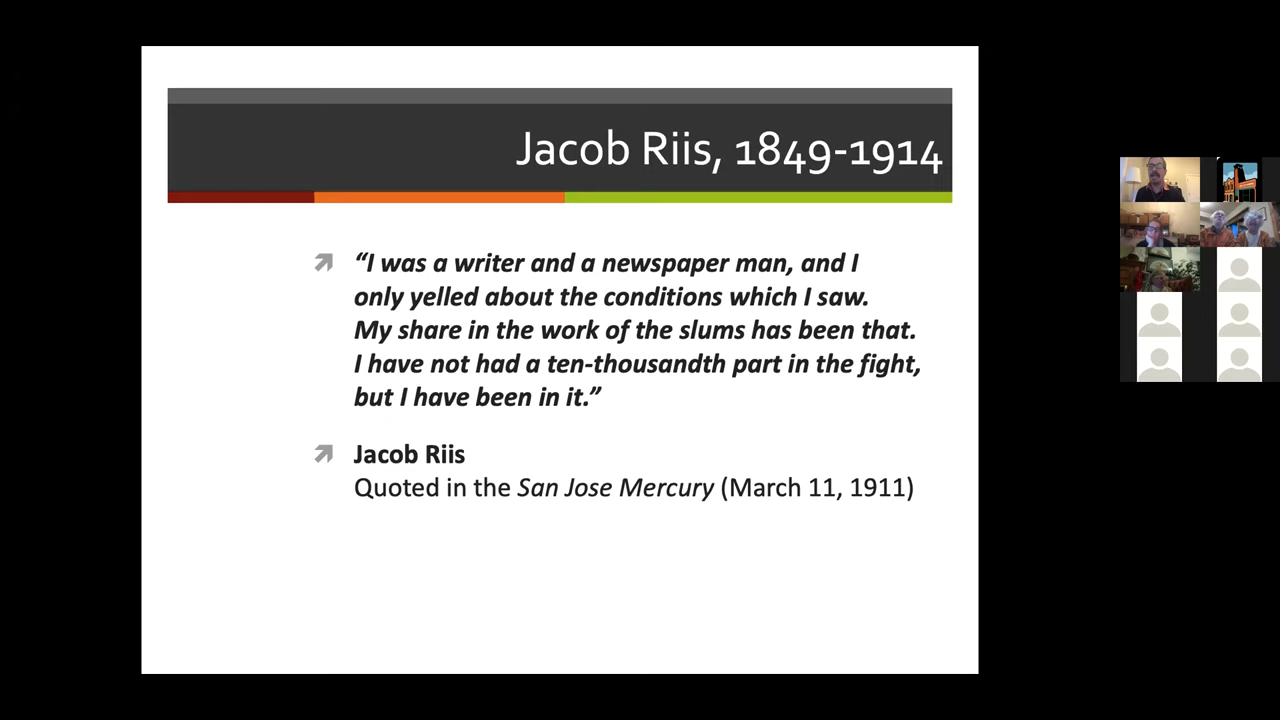 Jacob Riis, 1849-1914
“I was a writer and a newspaper man, and I
only yelled about the conditions which I saw.
My share in the work of the slums has been that.
I have not had a ten-thousandth part in the fight,
but I have been in it.”
Jacob Riis
Quoted in the San Jose Mercury (March 11, 1911)